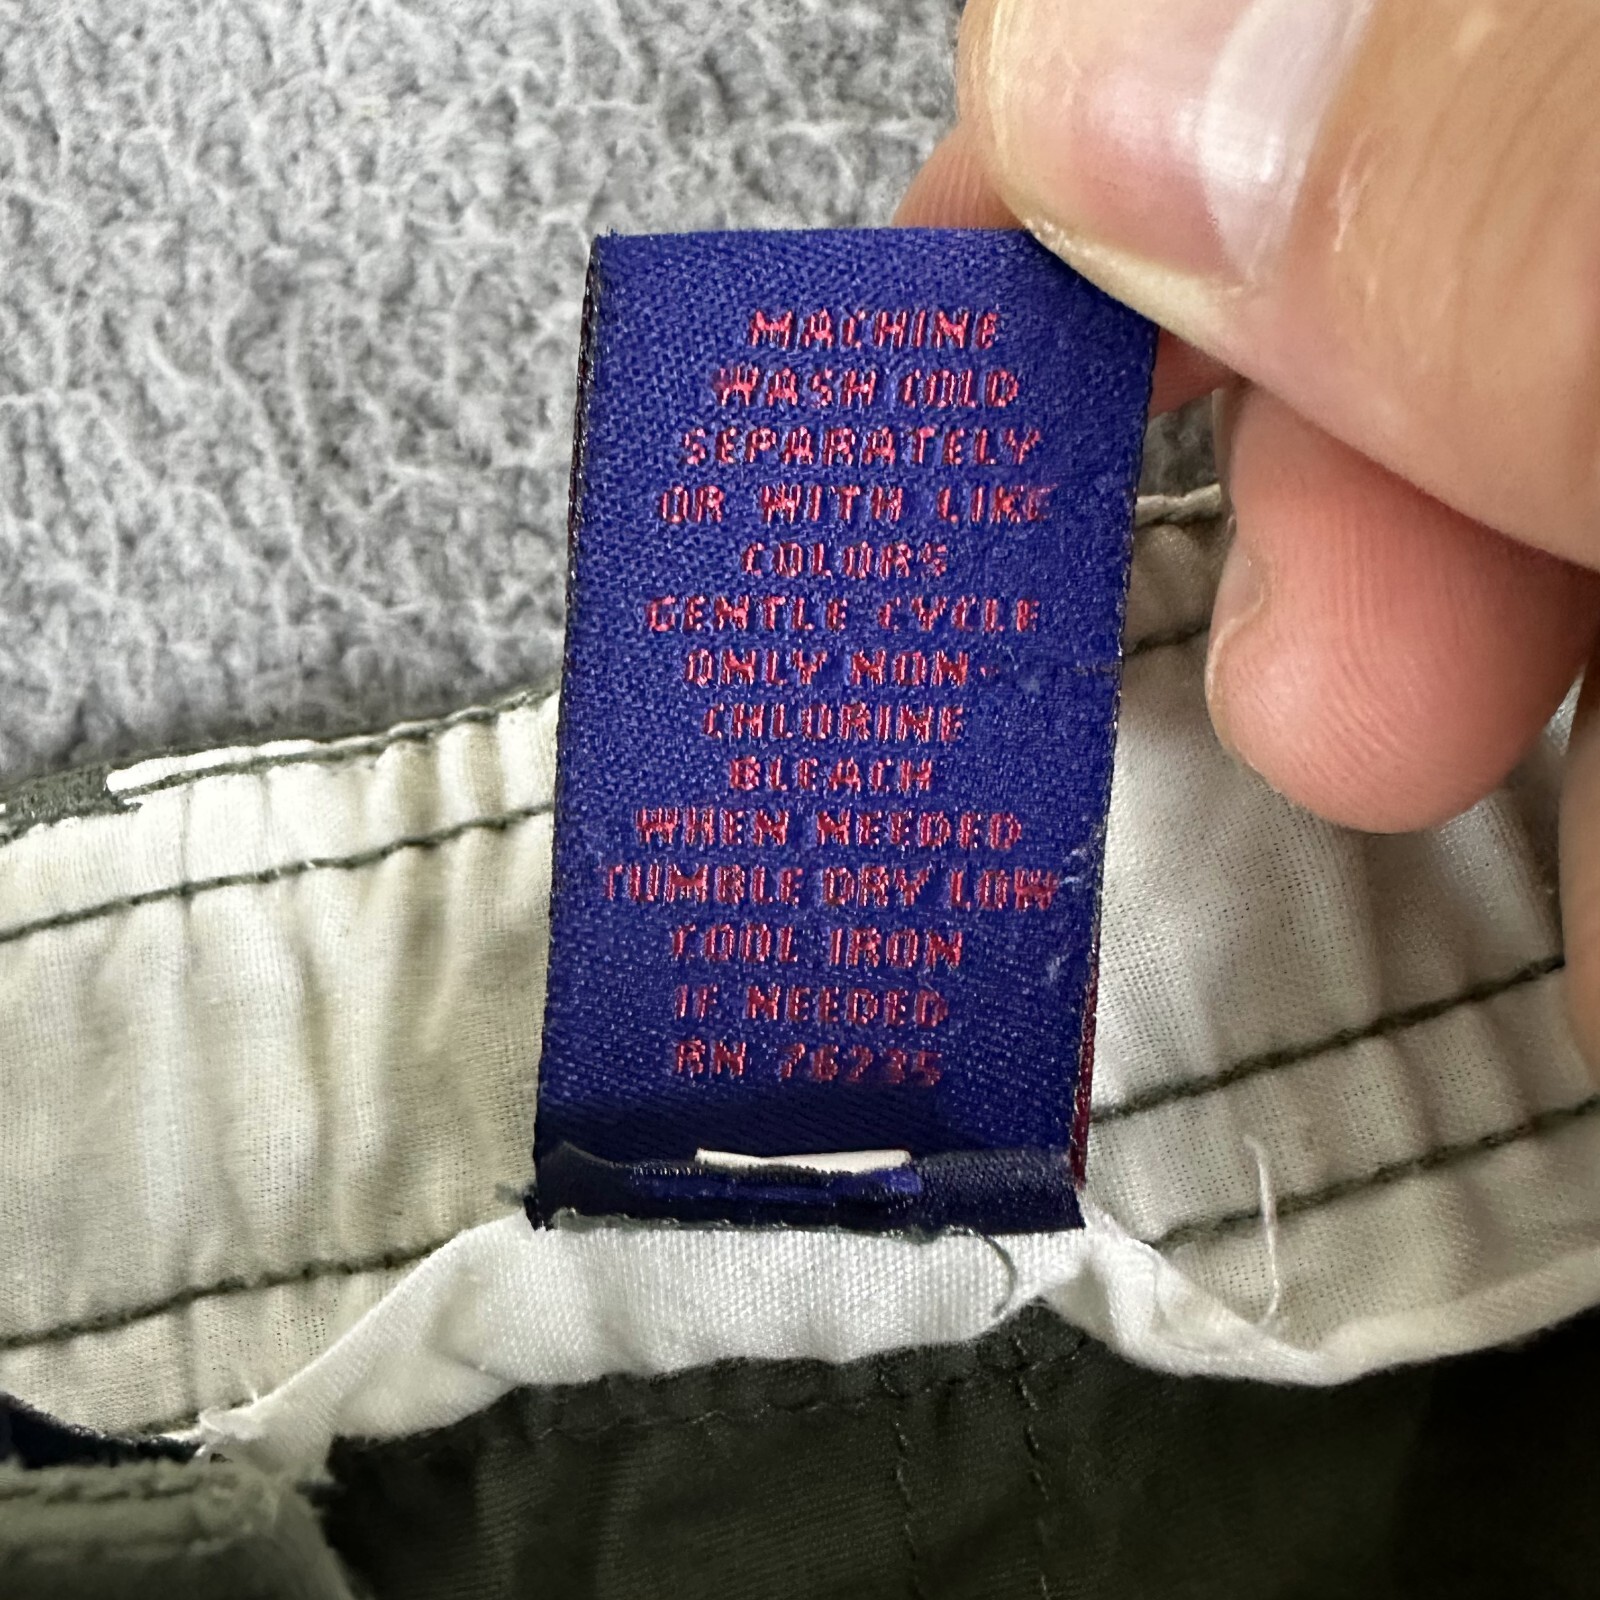 MACHINE
WASH COLD
SEPARATELY
OR WITH LIKE
COLORS
GENTLE CYCLE
ONLY NON-
CHLORINE
BLEACH
WHEN NEEDED
TUMBLE DRY LOW
COOL IRON
IF NEEDED
RN 76235